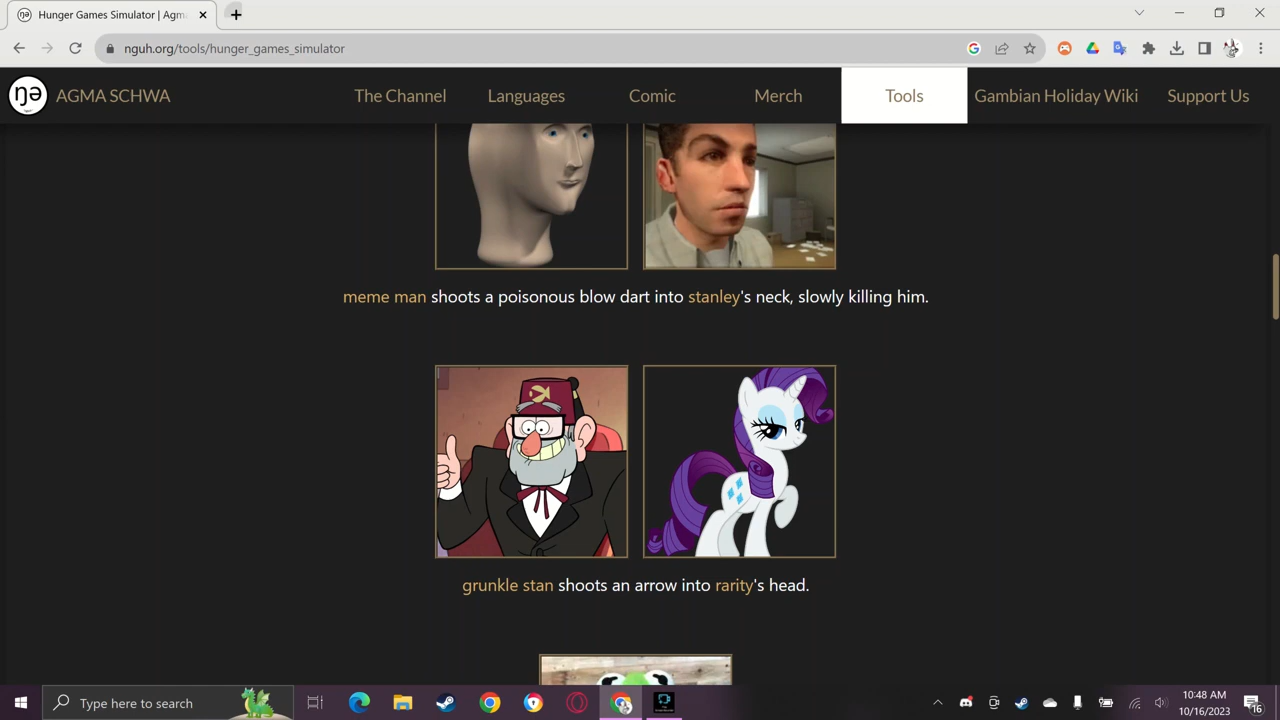 Hunger Games Simulator | Agma
nguh.org/tools/hunger_games_simulator
ŋə AGMA SCHWA The Channel Languages Comic Merch Tools Gambian Holiday Wiki Support Us
meme man shoots a poisonous blow dart into stanley's neck, slowly killing him.
grunkle stan shoots an arrow into rarity's head.
Type here to search
10:48 AM
10/16/2023
16